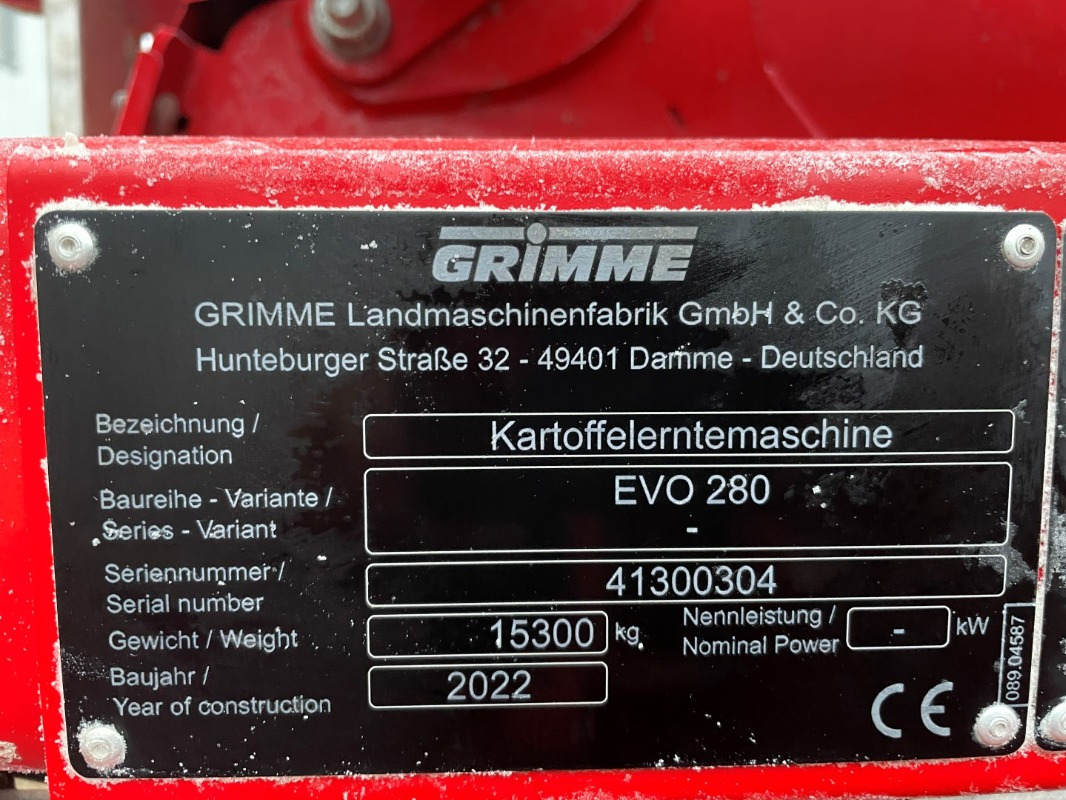 GRIMME
GRIMME Landmaschinenfabrik GmbH & Co. KG
Hunteburger Straße 32 - 49401 Damme - Deutschland
Bezeichnung /
Designation
Kartoffelerntemaschine
Baureihe - Variante /
Series - Variant
EVO 280
-
Seriennummer /
Serial number
41300304
Gewicht / Weight
15300 kg
Nennleistung /
Nominal Power
- kW
Baujahr /
Year of construction
2022
CE
089.04587